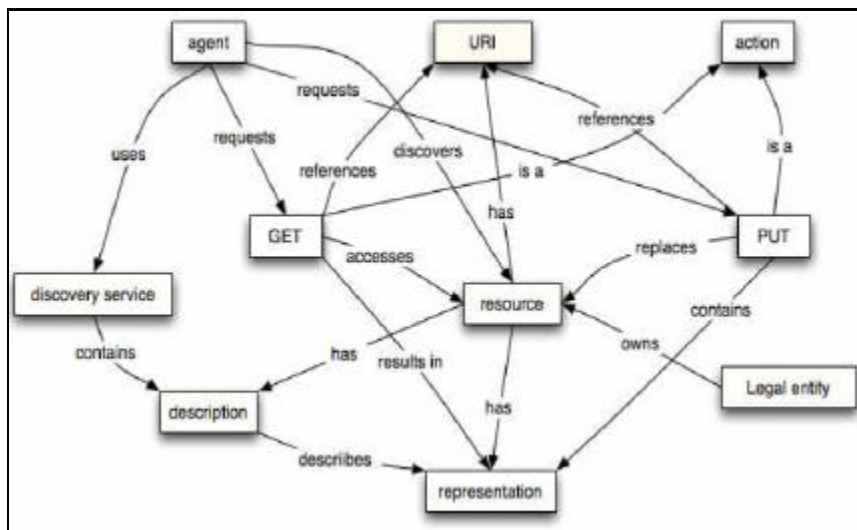 agent
URI
action
requests
references
uses
requests
discovers
is a
is a
references
has
GET
PUT
accesses
replaces
discovery service
resource
contains
contains
has
results in
owns
Legal entity
description
has
descriibes
representation